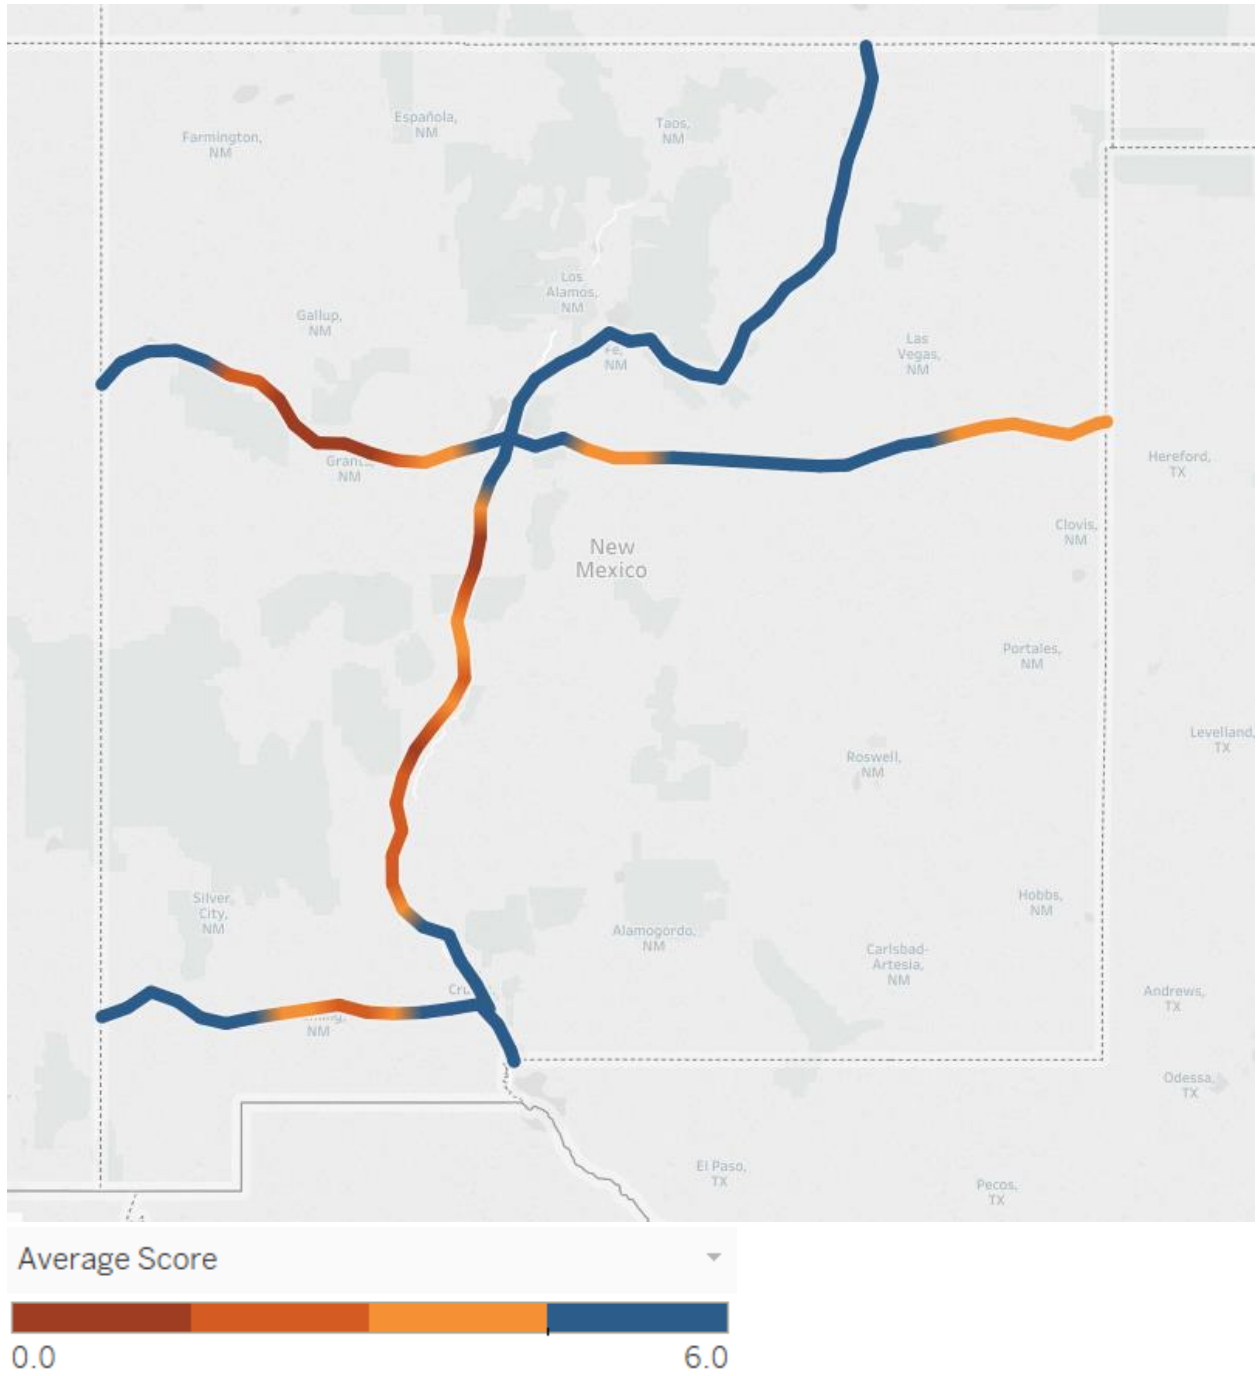 Española,
NM
Taos,
NM
Farmington,
NM
Los
Alamos,
NM
Gallup,
NM
Fe,
NM
Las
Vegas,
NM
Grants,
NM
Hereford,
TX
Clovis,
NM
New
Mexico
Portales,
NM
Levelland,
TX
Roswell,
NM
Silver
City,
NM
Hobbs,
NM
Alamogordo,
NM
Carlsbad-
Artesia,
NM
Andrews,
TX
NM
Odessa,
TX
El Paso,
TX
Pecos,
TX
Average Score
0.0
6.0